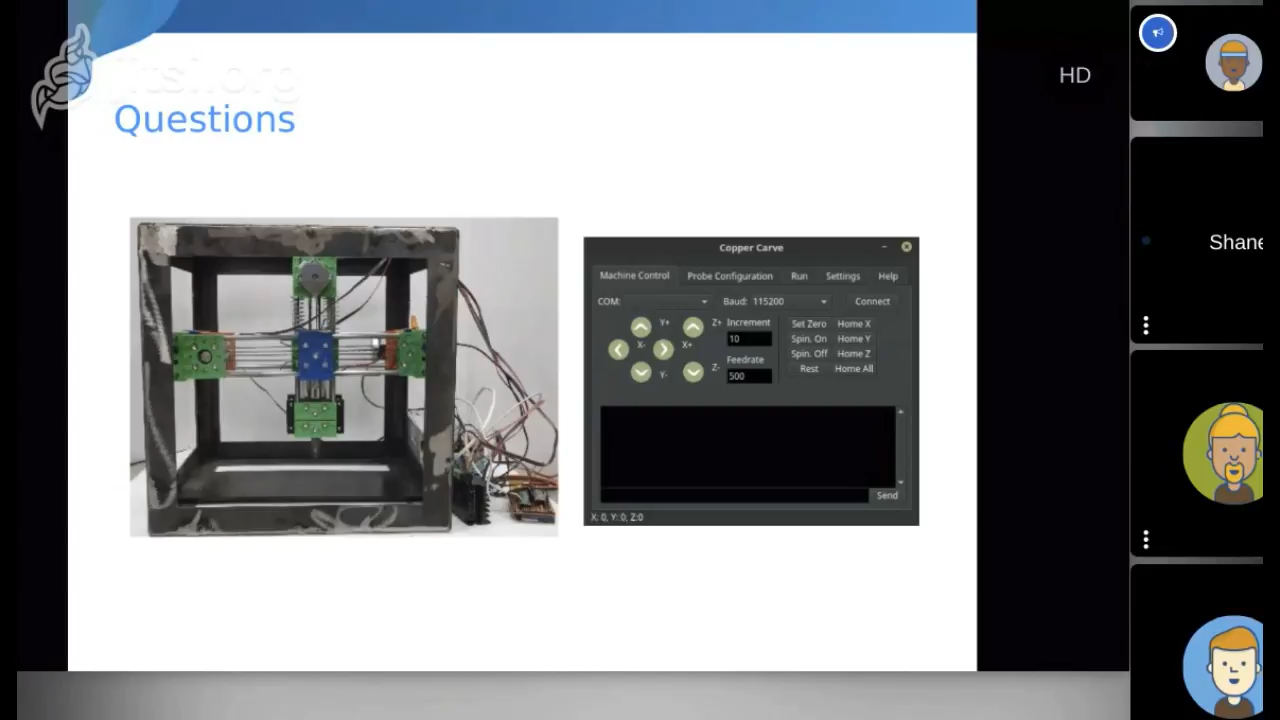 Questions
HD
Shane
Copper Carve
Machine Control Probe Configuration Run Settings Help
COM: Baud: 115200 Connect
Y+ Z+ Increment Set Zero Home X
10 Spin. On Home Y
X- X+ Spin. Off Home Z
Feedrate
Y- Z- Rest Home All
500
Send
X: 0, Y: 0, Z:0